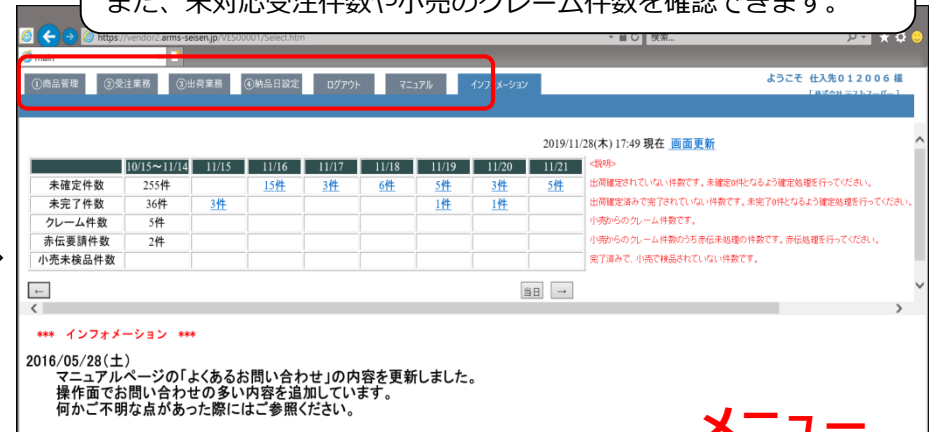 また、未対応受注件数や小売のクレーム件数を確認できます。
https://vendor2.arms-seisen.jp/VES00001/Select.htm
検索...
main
①商品管理 ②受注業務 ③出荷業務 ④納品日設定 ログアウト マニュアル インフォメーション
ようこそ 仕入先012006 様
[ 株式会社 テストスーパー ]
2019/11/28(木) 17:49 現在 画面更新
10/15～11/14 11/15 11/16 11/17 11/18 11/19 11/20 11/21 <説明>
未確定件数 255件 15件 3件 6件 5件 3件 5件 出荷確定されていない件数です。未確定0件となるよう確定処理を行ってください。
未完了件数 36件 3件 1件 1件 出荷確定済みで完了されていない件数です。未完了0件となるよう確定処理を行ってください。
クレーム件数 5件 小売からのクレーム件数です。
赤伝要請件数 2件 小売からのクレーム件数のうち赤伝未処理の件数です。赤伝処理を行ってください。
小売未検品件数 完了済みで、小売で検品されていない件数です。
← 当日 →
*** インフォメーション ***
2016/05/28(土)
マニュアルページの「よくあるお問い合わせ」の内容を更新しました。
操作面でお問い合わせの多い内容を追加しています。
何かご不明な点があった際にはご参照ください。
メニュー